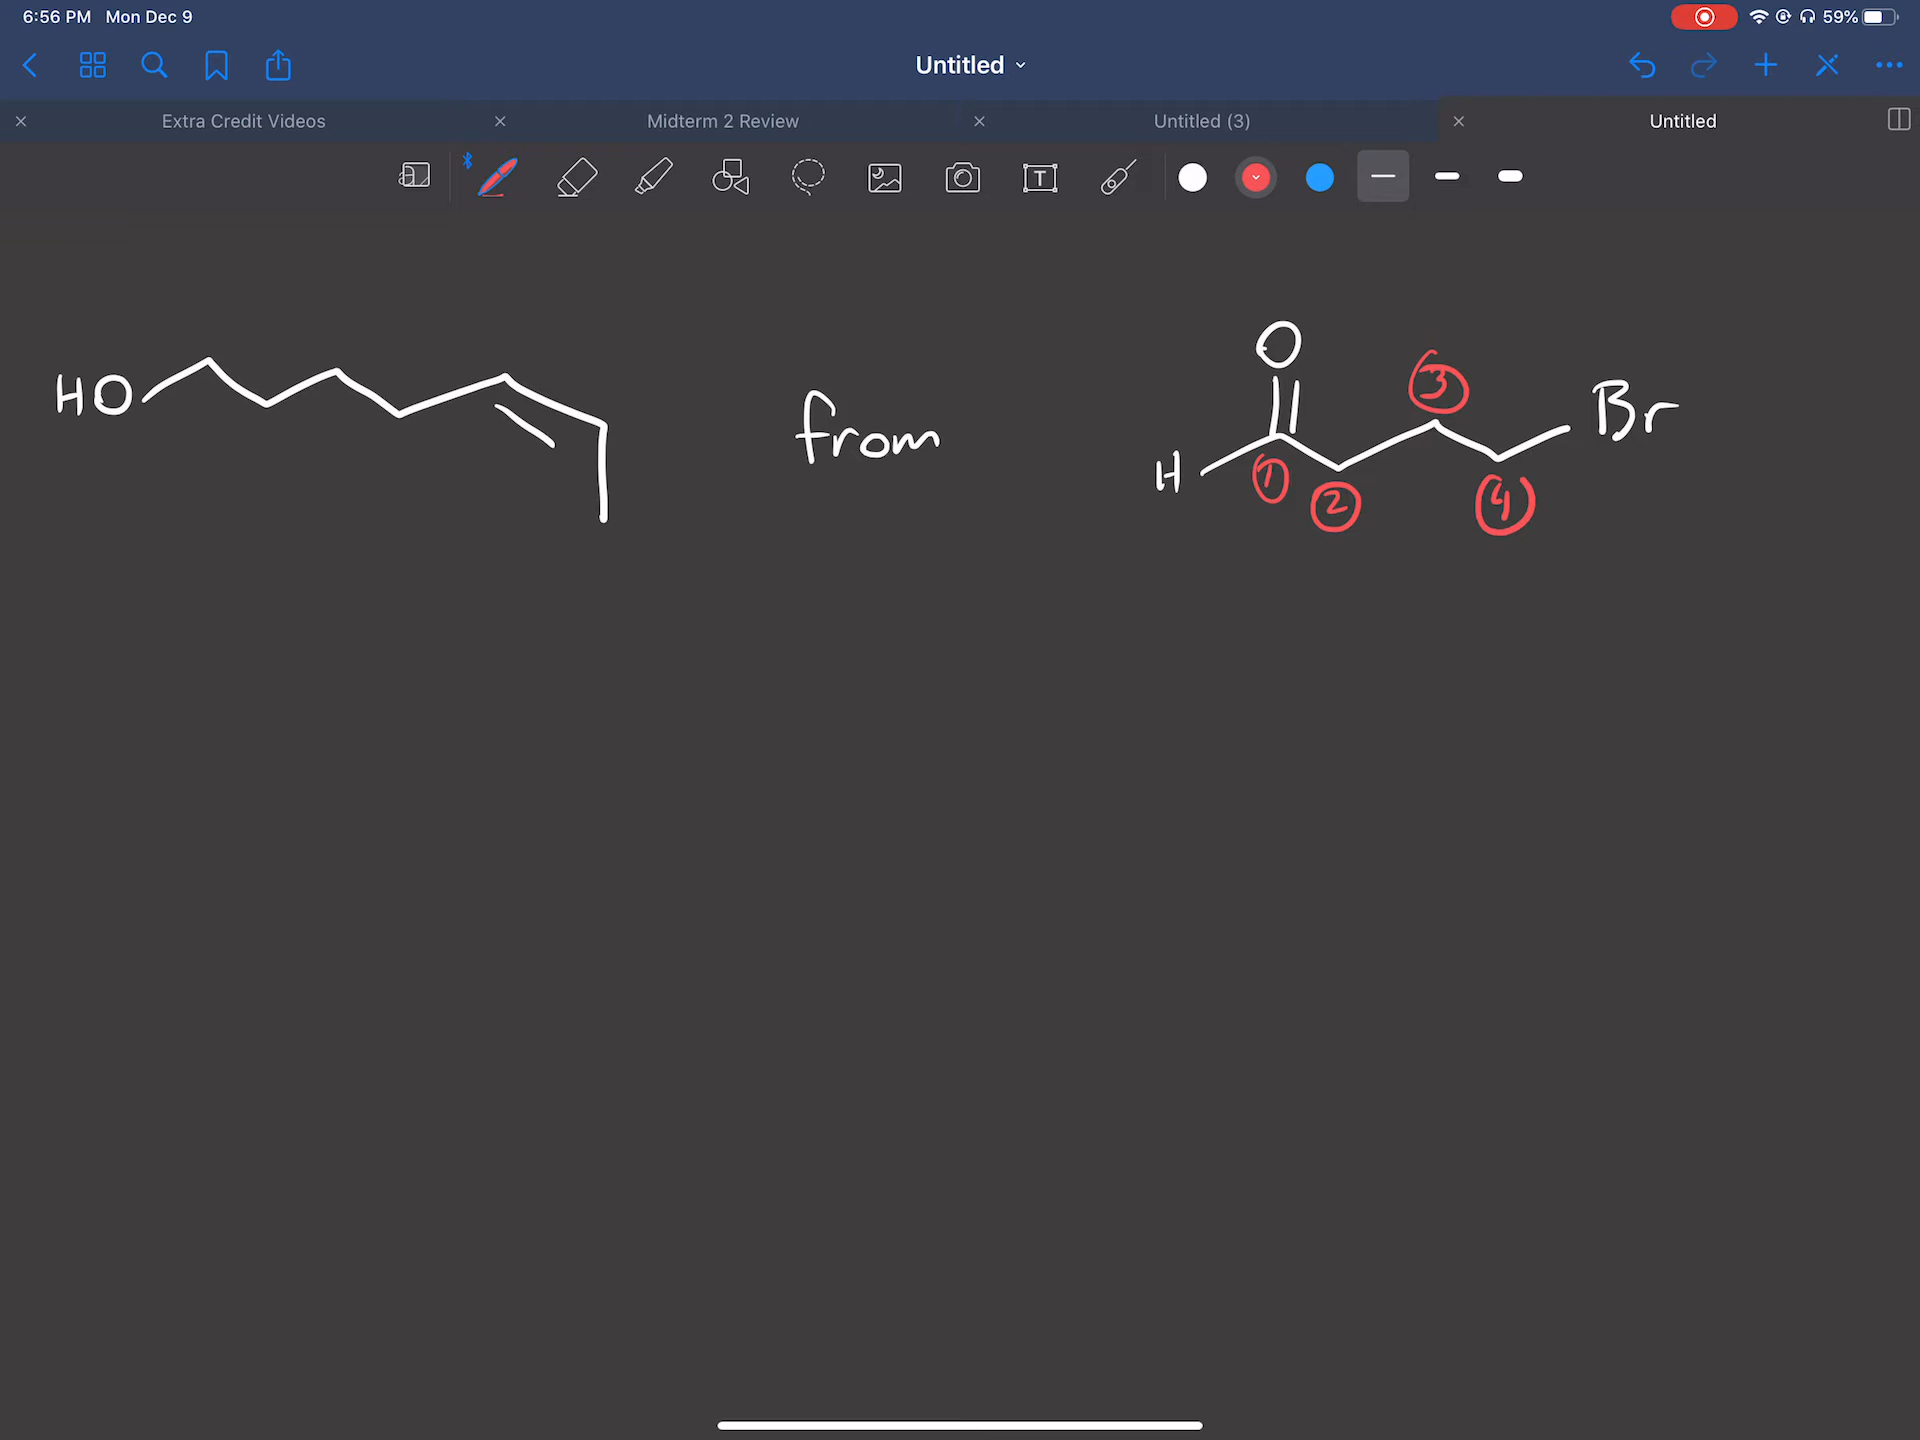 6:56 PM Mon Dec 9
59%
Untitled
Extra Credit Videos
Midterm 2 Review
Untitled (3)
Untitled
T
HO
from
O
H
Br
1
2
3
4